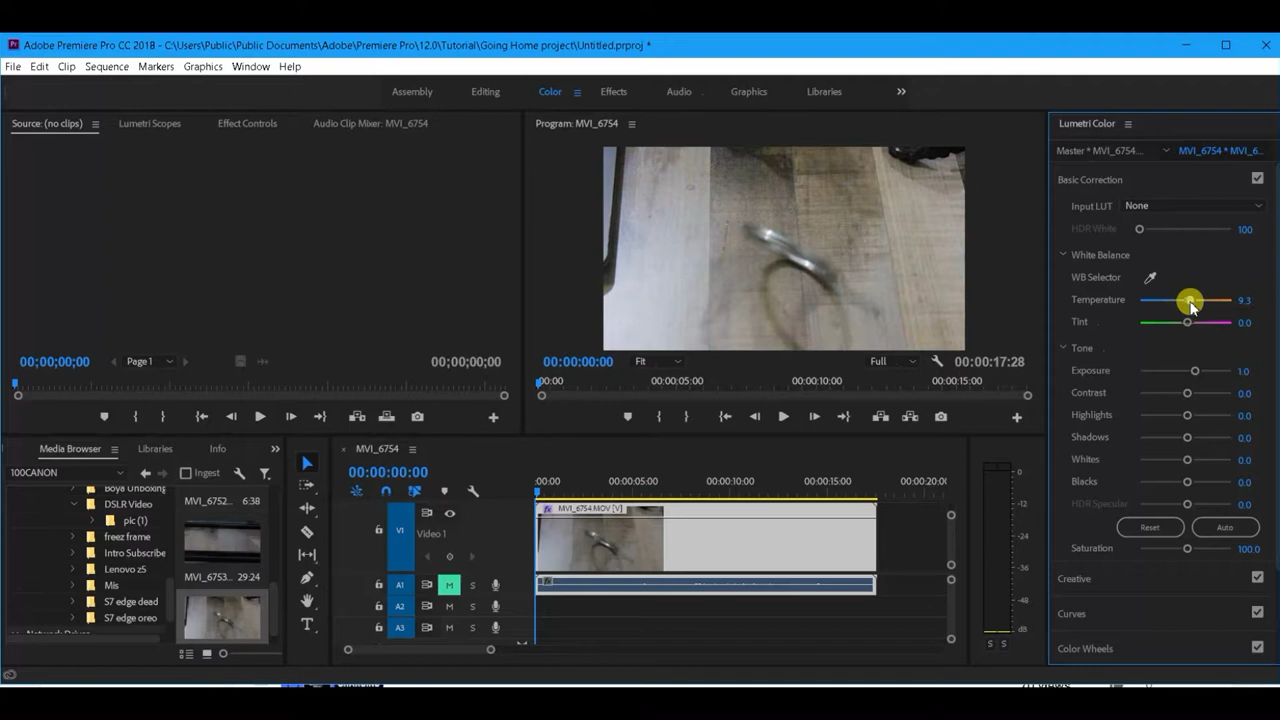 Adobe Premiere Pro CC 2018 - C:\Users\Public\Public Documents\Adobe\Premiere Pro\12.0\Tutorial\Going Home project\Untitled.prproj *
File Edit Clip Sequence Markers Graphics Window Help
Assembly Editing Color Effects Audio Graphics Libraries
Source: (no clips) Lumetri Scopes Effect Controls Audio Clip Mixer: MVI_6754
00;00;00;00 Page 1 00;00;00;00
Program: MVI_6754
00:00:00:00 Fit Full 00:00:17:28
:00:00 00:00:05:00 00:00:10:00 00:00:15:00
Lumetri Color
Master * MVI_6754... MVI_6754 * MVI_6...
Basic Correction
Input LUT None
HDR White 100
White Balance
WB Selector
Temperature 9.3
Tint 0.0
Tone
Exposure 1.0
Contrast 0.0
Highlights 0.0
Shadows 0.0
Whites 0.0
Blacks 0.0
HDR Specular 0.0
Reset Auto
Saturation 100.0
Creative
Curves
Color Wheels
Media Browser Libraries Info
100CANON Ingest
Boya Unboxing
DSLR Video
pic (1)
freez frame
Intro Subscribe
Lenovo z5
Mis
S7 edge dead
S7 edge oreo
MVI_6752... 6:38
MVI_6753... 29:24
MVI_6754
00:00:00:00
:00:00 00:00:05:00 00:00:10:00 00:00:15:00 00:00:20:00
V1 Video 1
fx MVI_6754.MOV [V]
A1 M S
A2 M S
A3 M S
0
-12
-24
-36
-48
dB
S S